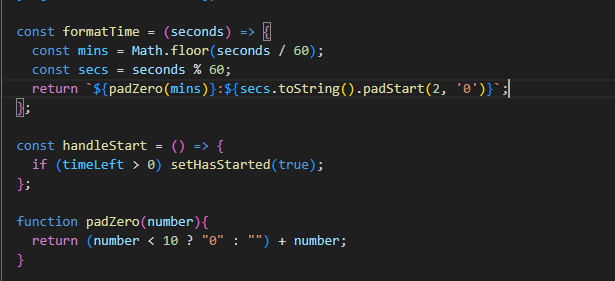 const formatTime = (seconds) => {
  const mins = Math.floor(seconds / 60);
  const secs = seconds % 60;
  return `${padZero(mins)}:${secs.toString().padStart(2, '0')}`;
};
const handleStart = () => {
  if (timeLeft > 0) setHasStarted(true);
};
function padZero(number){
  return (number < 10 ? "0" : "") + number;
}